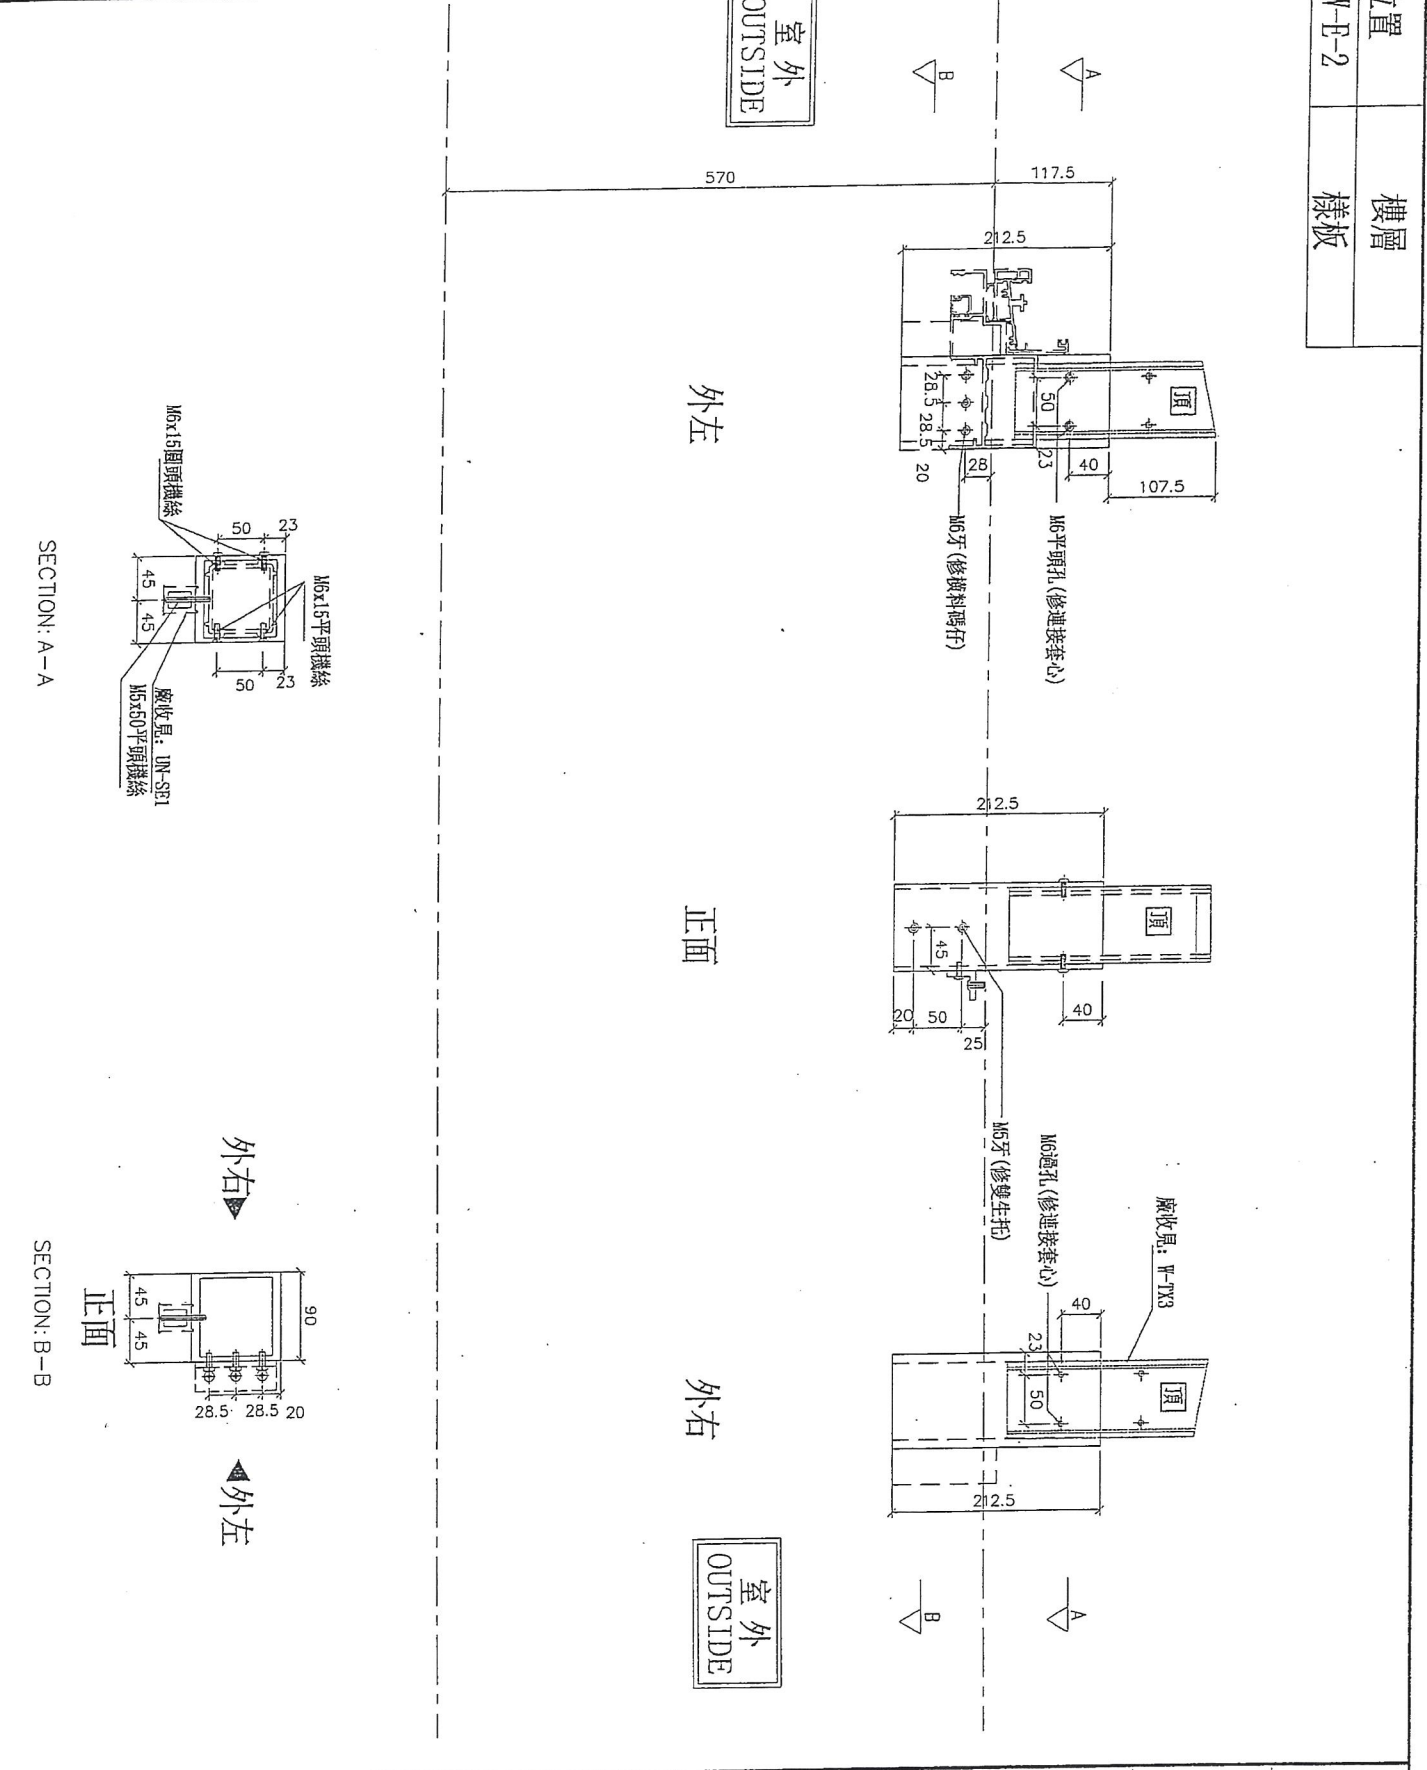 位置
樓層
W-E-2
樣板
室外
OUTSIDE
A
B
117.5
570
212.5
頂
28.5
28.5
20
28
50
23
40
107.5
M6平頭孔(修連接套心)
M6牙(修橫料碼仔)
外左
212.5
頂
45
20
50
25
40
M5牙(修雙生托)
正面
廠收見: W-TX3
M6過孔(修連接套心)
40
23
50
頂
212.5
外右
A
B
室外
OUTSIDE
M6x15圓頭機絲
50
23
45
45
50
23
M6x15平頭機絲
廠收見: UN-SE1
M5x50平頭機絲
SECTION: A-A
外右
90
45
45
28.5
28.5
20
正面
外左
SECTION: B-B